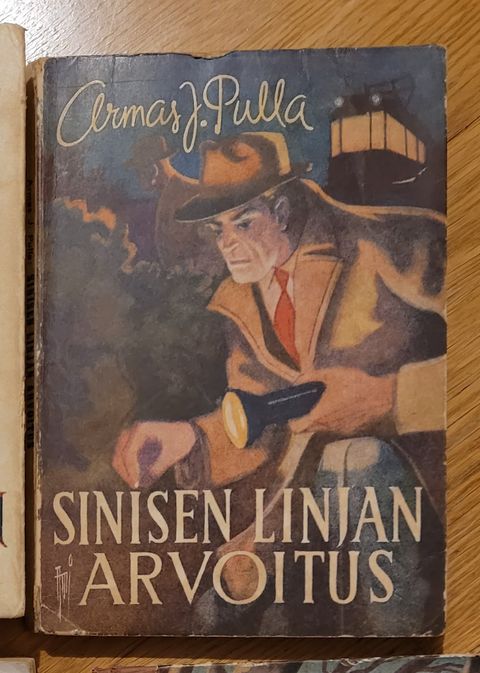 Armas J. Pulla
SINISEN LINJAN
ARVOITUS